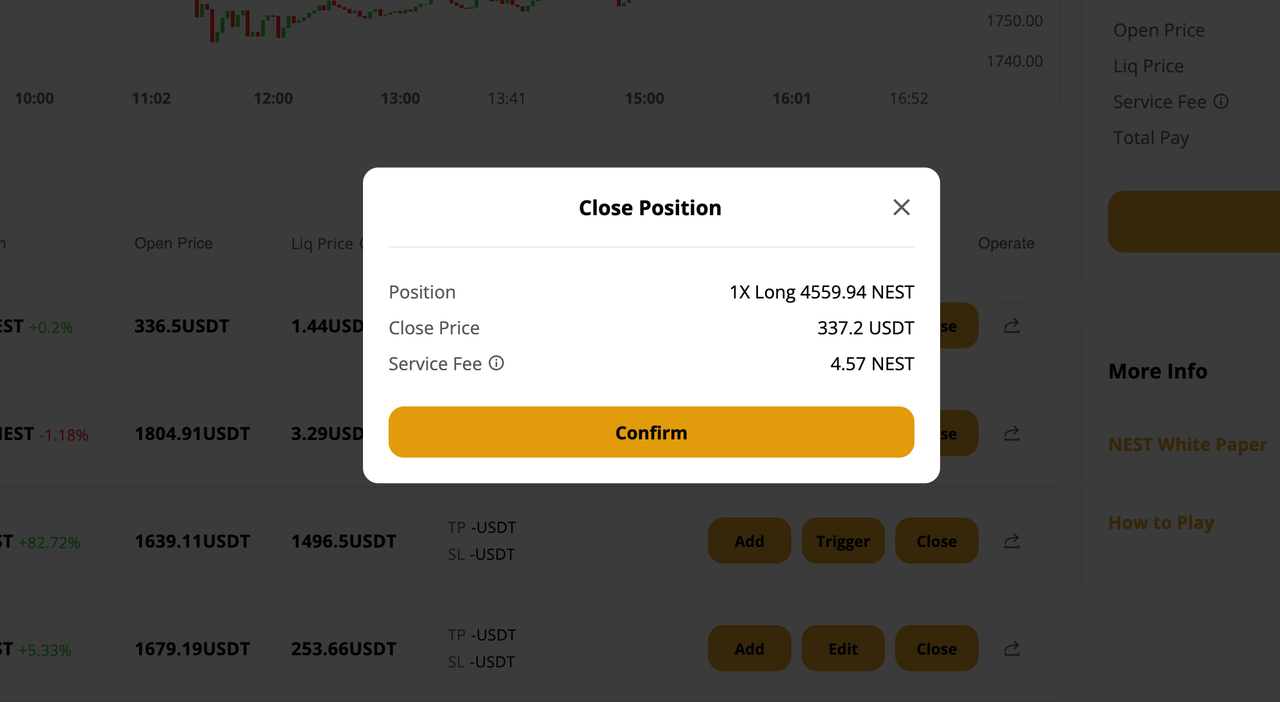 1750.00
1740.00
10:00 11:02 12:00 13:00 13:41 15:00 16:01 16:52
Open Price
Liq Price
Service Fee
Total Pay
Close Position
Open Price Liq Price Operate
Position 1X Long 4559.94 NEST
Close Price 337.2 USDT
Service Fee 4.57 NEST
Confirm
EST +0.2% 336.5USDT 1.44USD se
IEST -1.18% 1804.91USDT 3.29USD se
T +82.72% 1639.11USDT 1496.5USDT TP -USDT
SL -USDT
Add Trigger Close
T +5.33% 1679.19USDT 253.66USDT TP -USDT
SL -USDT
Add Edit Close
More Info
NEST White Paper
How to Play